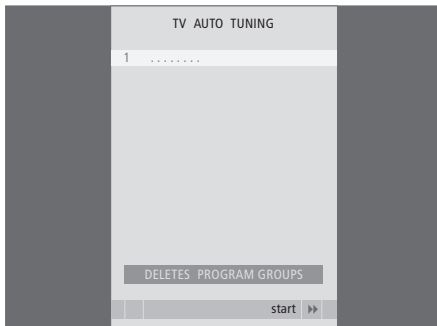 TV AUTO TUNING
1 ........
DELETES PROGRAM GROUPS
start